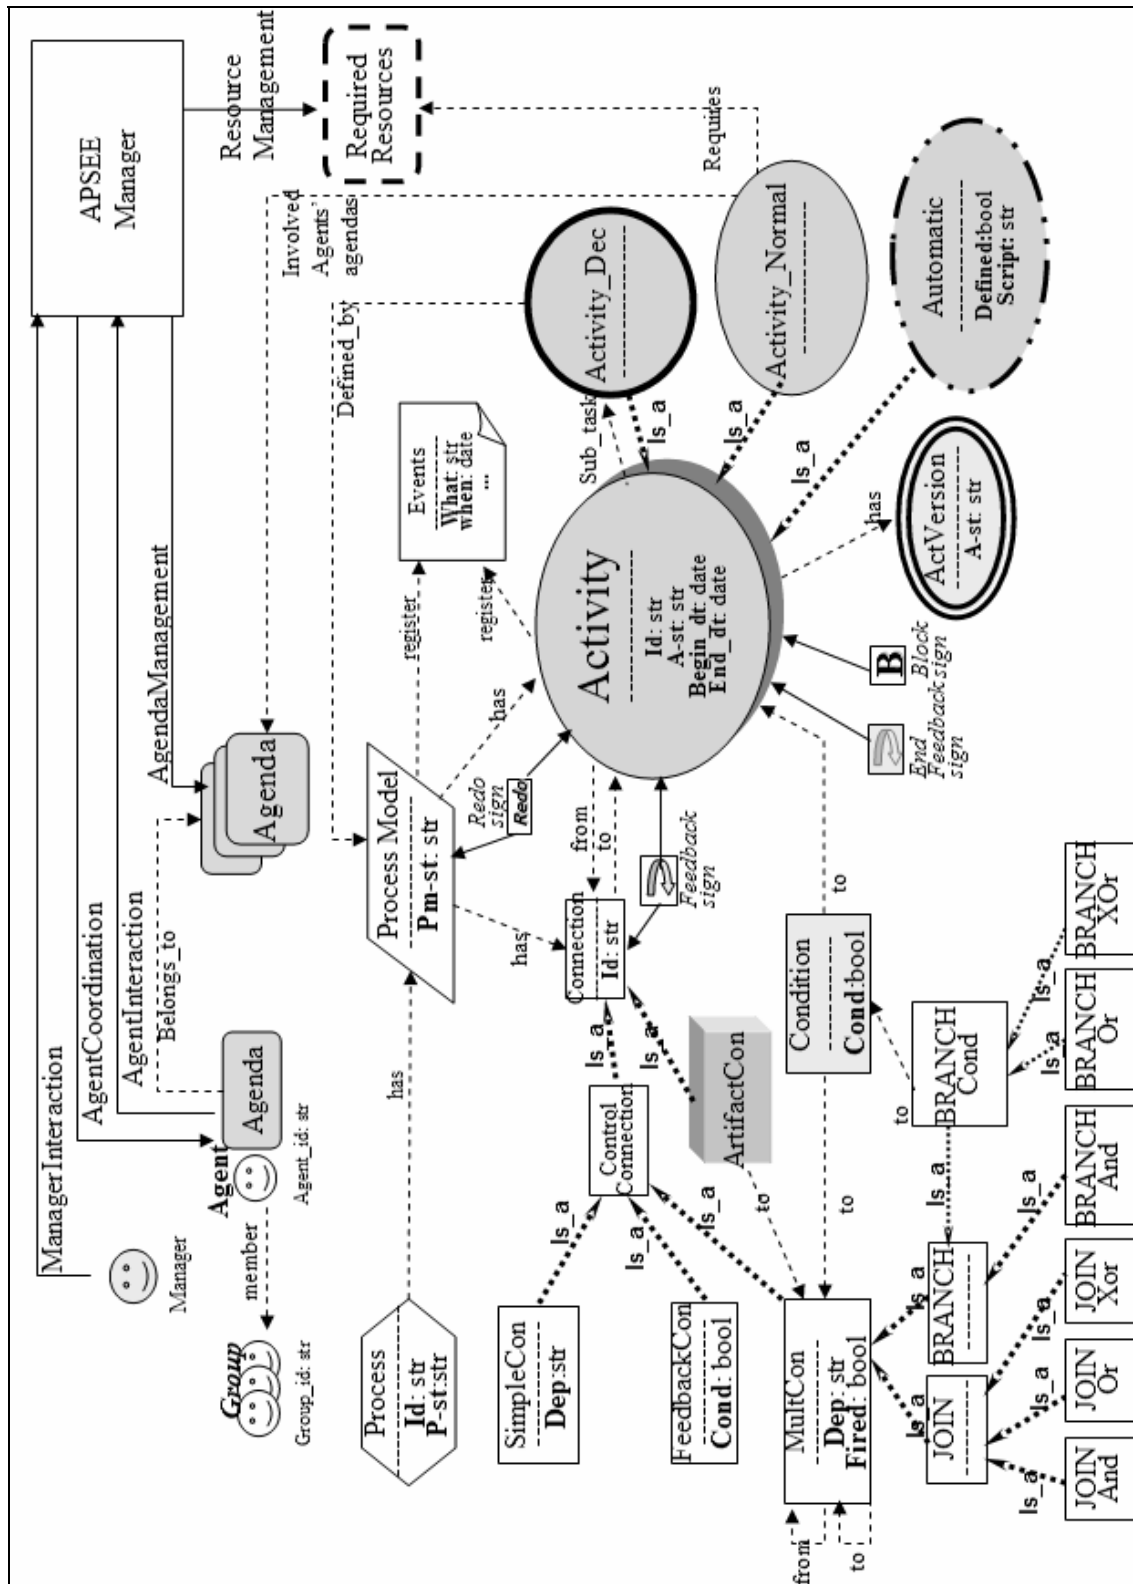 ManagerInteraction
AgentCoordination
AgentInteraction
Belongs_to
AgendaManagement
APSEE
Manager
Manager
Group
Group_id: str
member
Agent
Agent_id: str
Agenda
Agenda
Resource
Management
Involved
Agents'
agendas
Required
Resources
Requires
Process
Id: str
P-st:str
has
Process Model
Pm-st: str
Defined_by
register
register
Events
What: str
when: date
...
has
has
Redo
sign
Redo
from
to
Connection
Id: str
Feedback
sign
Activity
Id: str
A-st: str
Begin_dt: date
End_dt: date
Sub_task
Activity_Dec
Is_a
Activity_Normal
Is_a
Automatic
Defined:bool
Script: str
Is_a
has
ActVersion
A-st: str
B
Block
sign
End
Feedback
sign
SimpleCon
Dep:str
Is_a
Control
Connection
Is_a
Is_a
ArtifactCon
FeedbackCon
Cond: bool
Is_a
Is_a
to
MultCon
Dep: str
Fired: bool
from
to
to
Condition
Cond:bool
to
to
JOIN
Is_a
BRANCH
Is_a
Is_a
BRANCH
Cond
JOIN
And
Is_a
JOIN
Or
Is_a
JOIN
Xor
Is_a
BRANCH
And
Is_a
BRANCH
Or
Is_a
BRANCH
XOr
Is_a